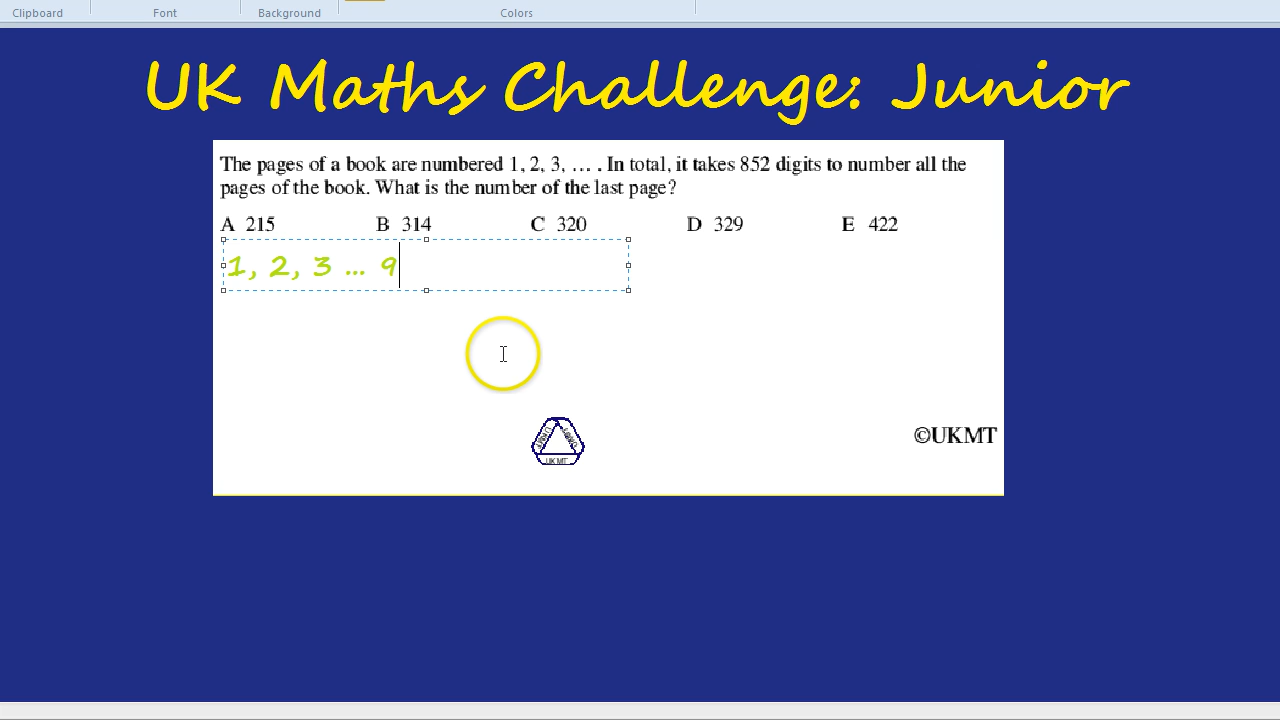 Clipboard Font Background Colors
UK Maths Challenge: Junior
The pages of a book are numbered 1, 2, 3, … . In total, it takes 852 digits to number all the
pages of the book. What is the number of the last page?
A 215 B 314 C 320 D 329 E 422
1, 2, 3 ... 9
UKMT
©UKMT